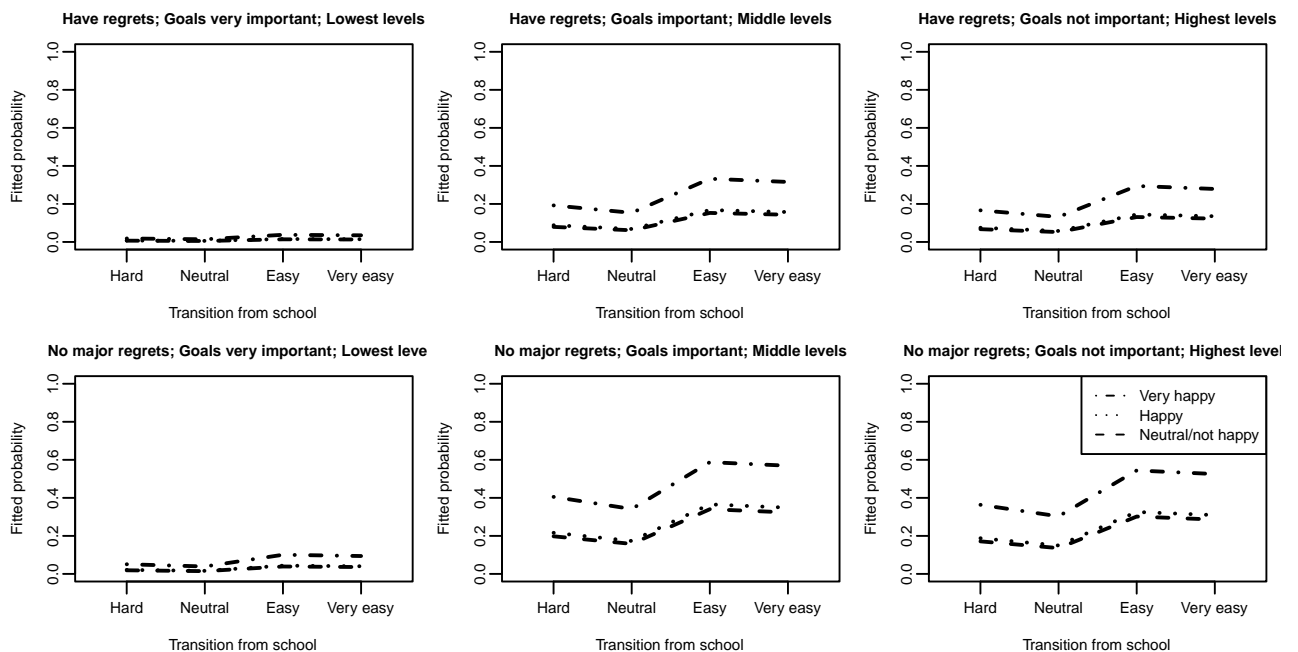 Have regrets; Goals very important; Lowest levels
Fitted probability
1.0
0.8
0.6
0.4
0.2
0.0
Hard Neutral Easy Very easy
Transition from school
Have regrets; Goals important; Middle levels
Fitted probability
1.0
0.8
0.6
0.4
0.2
0.0
Hard Neutral Easy Very easy
Transition from school
Have regrets; Goals not important; Highest levels
Fitted probability
1.0
0.8
0.6
0.4
0.2
0.0
Hard Neutral Easy Very easy
Transition from school
No major regrets; Goals very important; Lowest leve
Fitted probability
1.0
0.8
0.6
0.4
0.2
0.0
Hard Neutral Easy Very easy
Transition from school
No major regrets; Goals important; Middle levels
Fitted probability
1.0
0.8
0.6
0.4
0.2
0.0
Hard Neutral Easy Very easy
Transition from school
No major regrets; Goals not important; Highest level
Very happy
Happy
Neutral/not happy
Fitted probability
1.0
0.8
0.6
0.4
0.2
0.0
Hard Neutral Easy Very easy
Transition from school